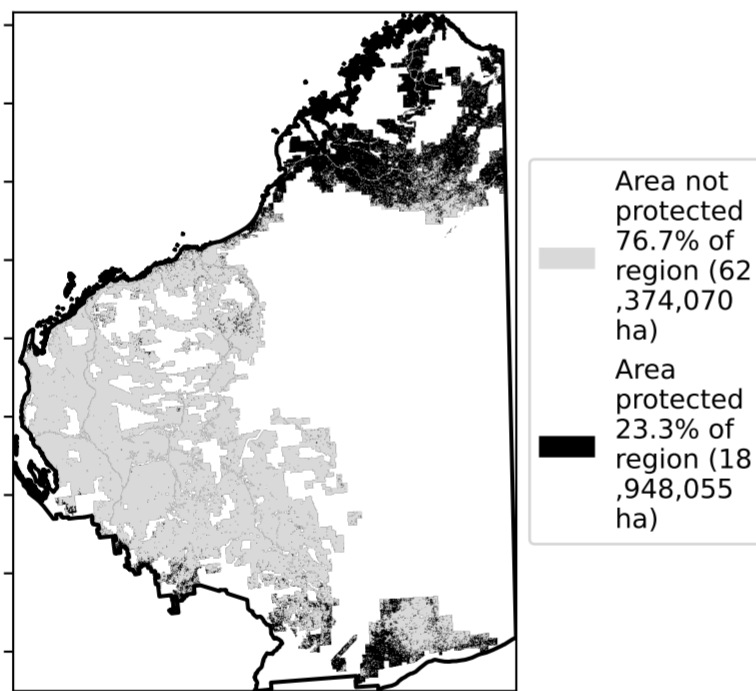 Area not
protected
76.7% of
region (62
,374,070
ha)
Area
protected
23.3% of
region (18
,948,055
ha)